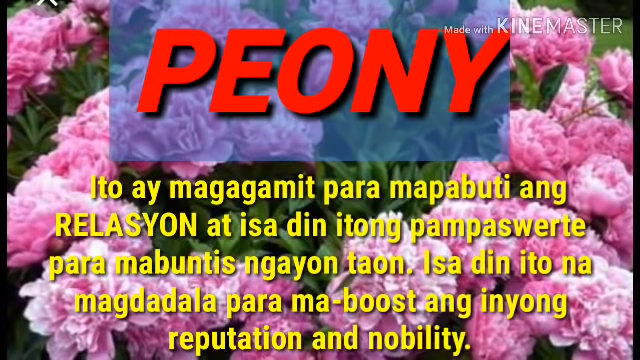 Made with KINEMASTER
PEONY
Ito ay magagamit para mapabuti ang
RELASYON at isa din itong pampaswerte
para mabuntis ngayon taon. Isa din ito na
magdadala para ma-boost ang inyong
reputation and nobility.